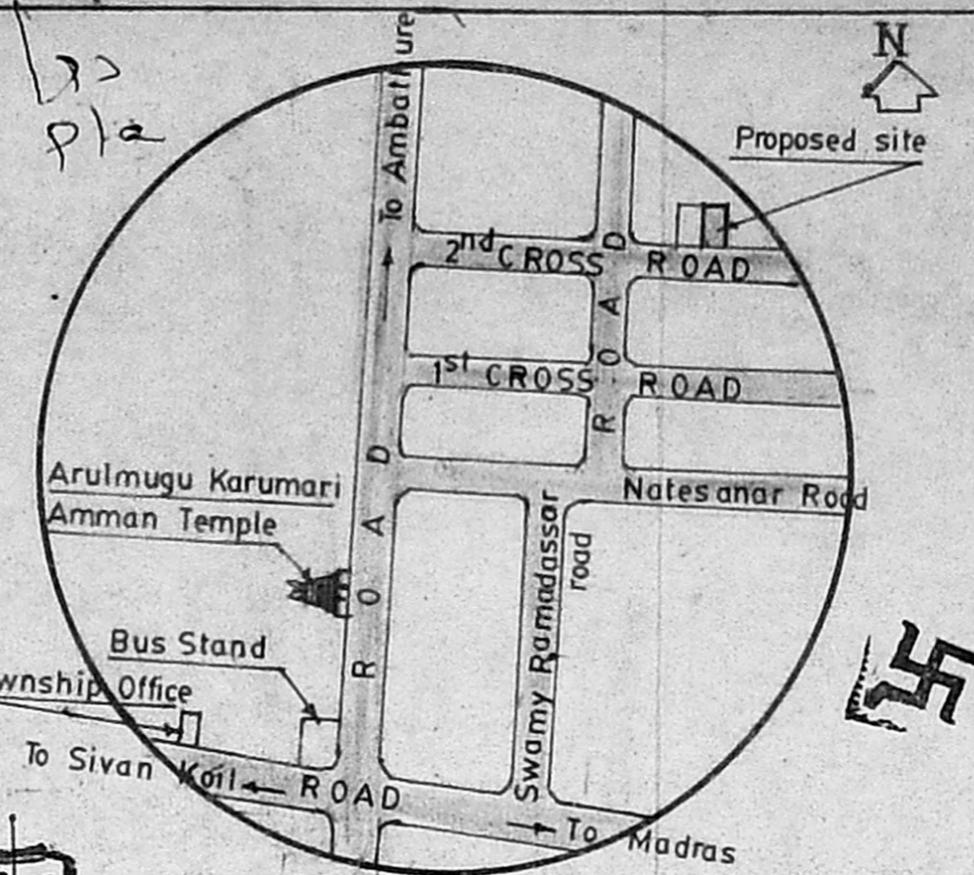 To Ambature
N
Proposed site
2nd CROSS ROAD
ROAD
1st CROSS ROAD
Natesanar Road
Arulmugu Karumari
Amman Temple
ROAD
Swamy Ramadassar
road
Bus Stand
wnship Office
To Sivan Koil
ROAD
To Madras